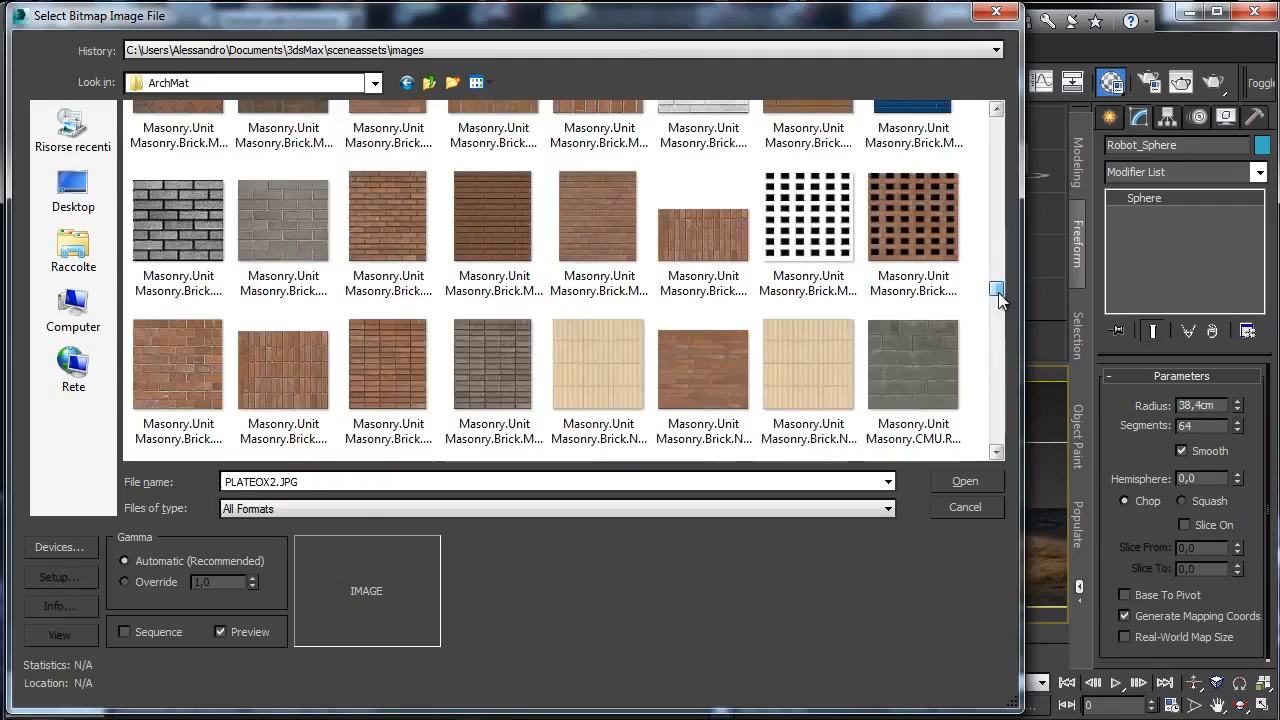 Select Bitmap Image File
History:
C:\Users\Alessandro\Documents\3dsMax\sceneassets\images
Look in:
ArchMat
Toggle
Risorse recenti
Desktop
Raccolte
Computer
Rete
Masonry.Unit Masonry.Unit Masonry.Unit Masonry.Unit Masonry.Unit Masonry.Unit Masonry.Unit Masonry.Unit
Masonry.Brick.M... Masonry.Brick.M... Masonry.Brick.... Masonry.Brick.M... Masonry.Brick.M... Masonry.Brick.... Masonry.Brick.... Masonry.Brick.M...
Masonry.Unit Masonry.Unit Masonry.Unit Masonry.Unit Masonry.Unit Masonry.Unit Masonry.Unit Masonry.Unit
Masonry.Brick.... Masonry.Brick.... Masonry.Brick.... Masonry.Brick.M... Masonry.Brick.M... Masonry.Brick.... Masonry.Brick.M... Masonry.Brick....
Masonry.Unit Masonry.Unit Masonry.Unit Masonry.Unit Masonry.Unit Masonry.Unit Masonry.Unit Masonry.Unit
Masonry.Brick.... Masonry.Brick.... Masonry.Brick.... Masonry.Brick.M... Masonry.Brick.N... Masonry.Brick.N... Masonry.Brick.N... Masonry.CMU.R...
File name:
PLATEOX2.JPG
Open
Files of type:
All Formats
Cancel
Devices...
Setup...
Info...
View
Gamma
Automatic (Recommended)
Override
1,0
Sequence
Preview
IMAGE
Statistics: N/A
Location: N/A
Modeling
Freeform
Selection
Object Paint
Populate
Robot_Sphere
Modifier List
Sphere
- Parameters
Radius: 38,4cm
Segments: 64
Smooth
Hemisphere: 0,0
Chop
Squash
Slice On
Slice From: 0,0
Slice To: 0,0
Base To Pivot
Generate Mapping Coords
Real-World Map Size
0